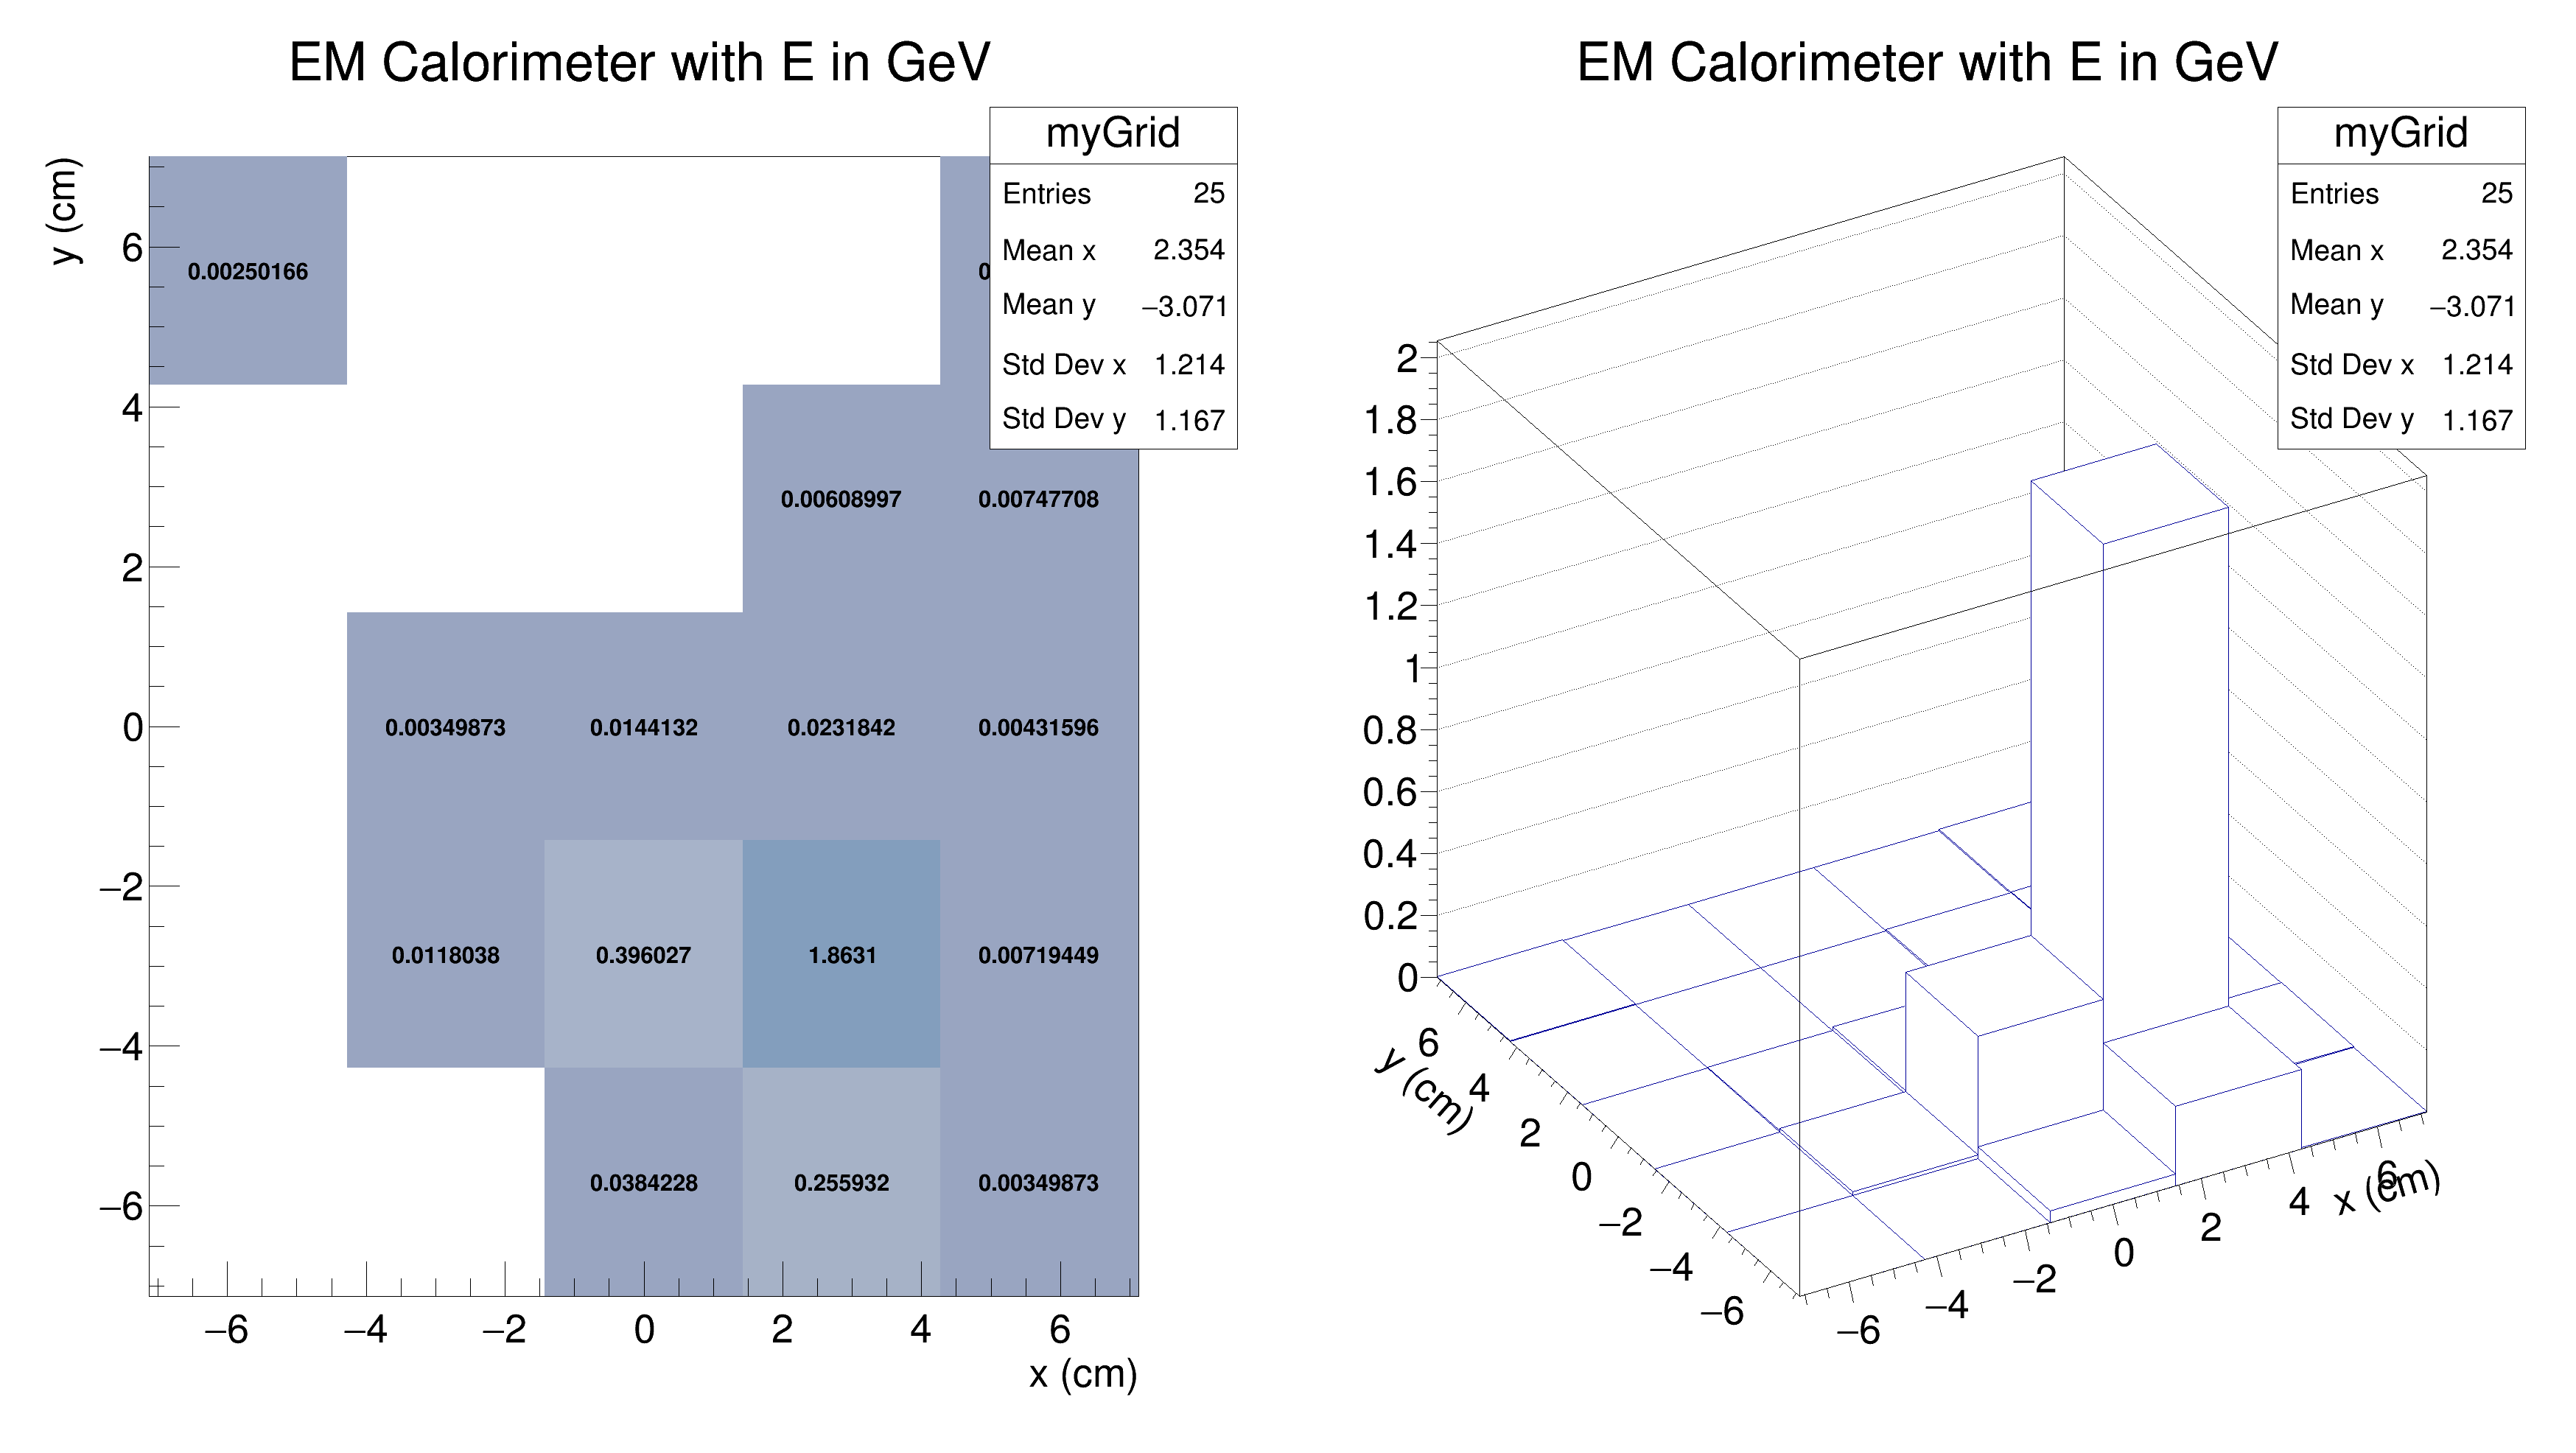 EM Calorimeter with E in GeV
myGrid
Entries 25
Mean x 2.354
Mean y −3.071
Std Dev x 1.214
Std Dev y 1.167
y (cm)
6
4
2
0
−2
−4
−6
0.00250166
0.00608997 0.00747708
0.00349873 0.0144132 0.0231842 0.00431596
0.0118038 0.396027 1.8631 0.00719449
0.0384228 0.255932 0.00349873
−6 −4 −2 0 2 4 6
x (cm)
EM Calorimeter with E in GeV
myGrid
Entries 25
Mean x 2.354
Mean y −3.071
Std Dev x 1.214
Std Dev y 1.167
2
1.8
1.6
1.4
1.2
1
0.8
0.6
0.4
0.2
0
y (cm)
6
4
2
0
−2
−4
−6
−6 −4 −2 0 2 4 6
x (cm)